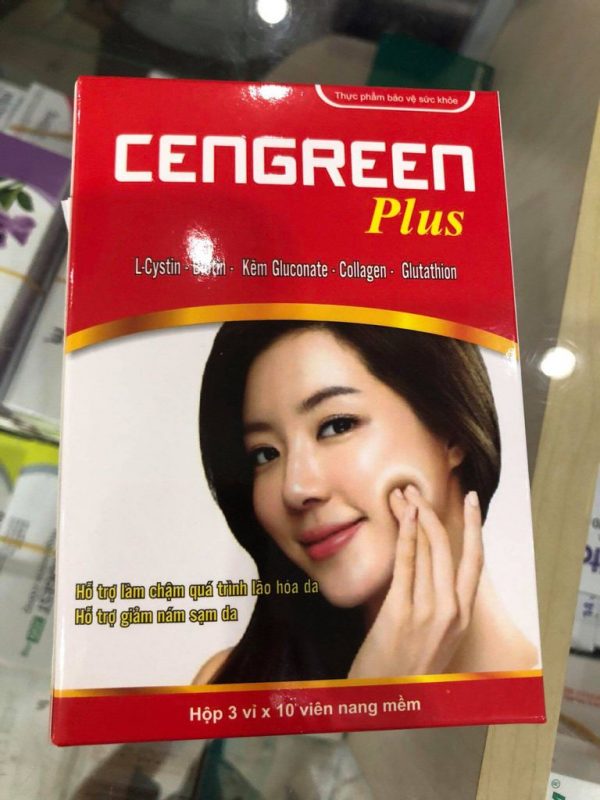 Thực phẩm bảo vệ sức khỏe
CENGREEN
Plus
L-Cystin - Biotin - Kẽm Gluconate - Collagen - Glutathion
Hỗ trợ làm chậm quá trình lão hóa da
Hỗ trợ giảm nám sạm da
Hộp 3 vỉ x 10 viên nang mềm